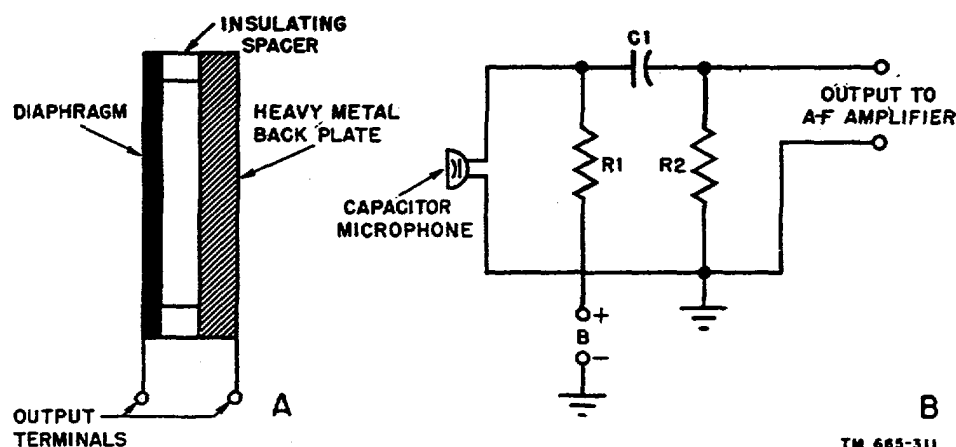 INSULATING
SPACER
DIAPHRAGM
HEAVY METAL
BACK PLATE
OUTPUT
TERMINALS
A
C1
R1
R2
OUTPUT TO
A-F AMPLIFIER
CAPACITOR
MICROPHONE
+
B
-
B
TM 665-311